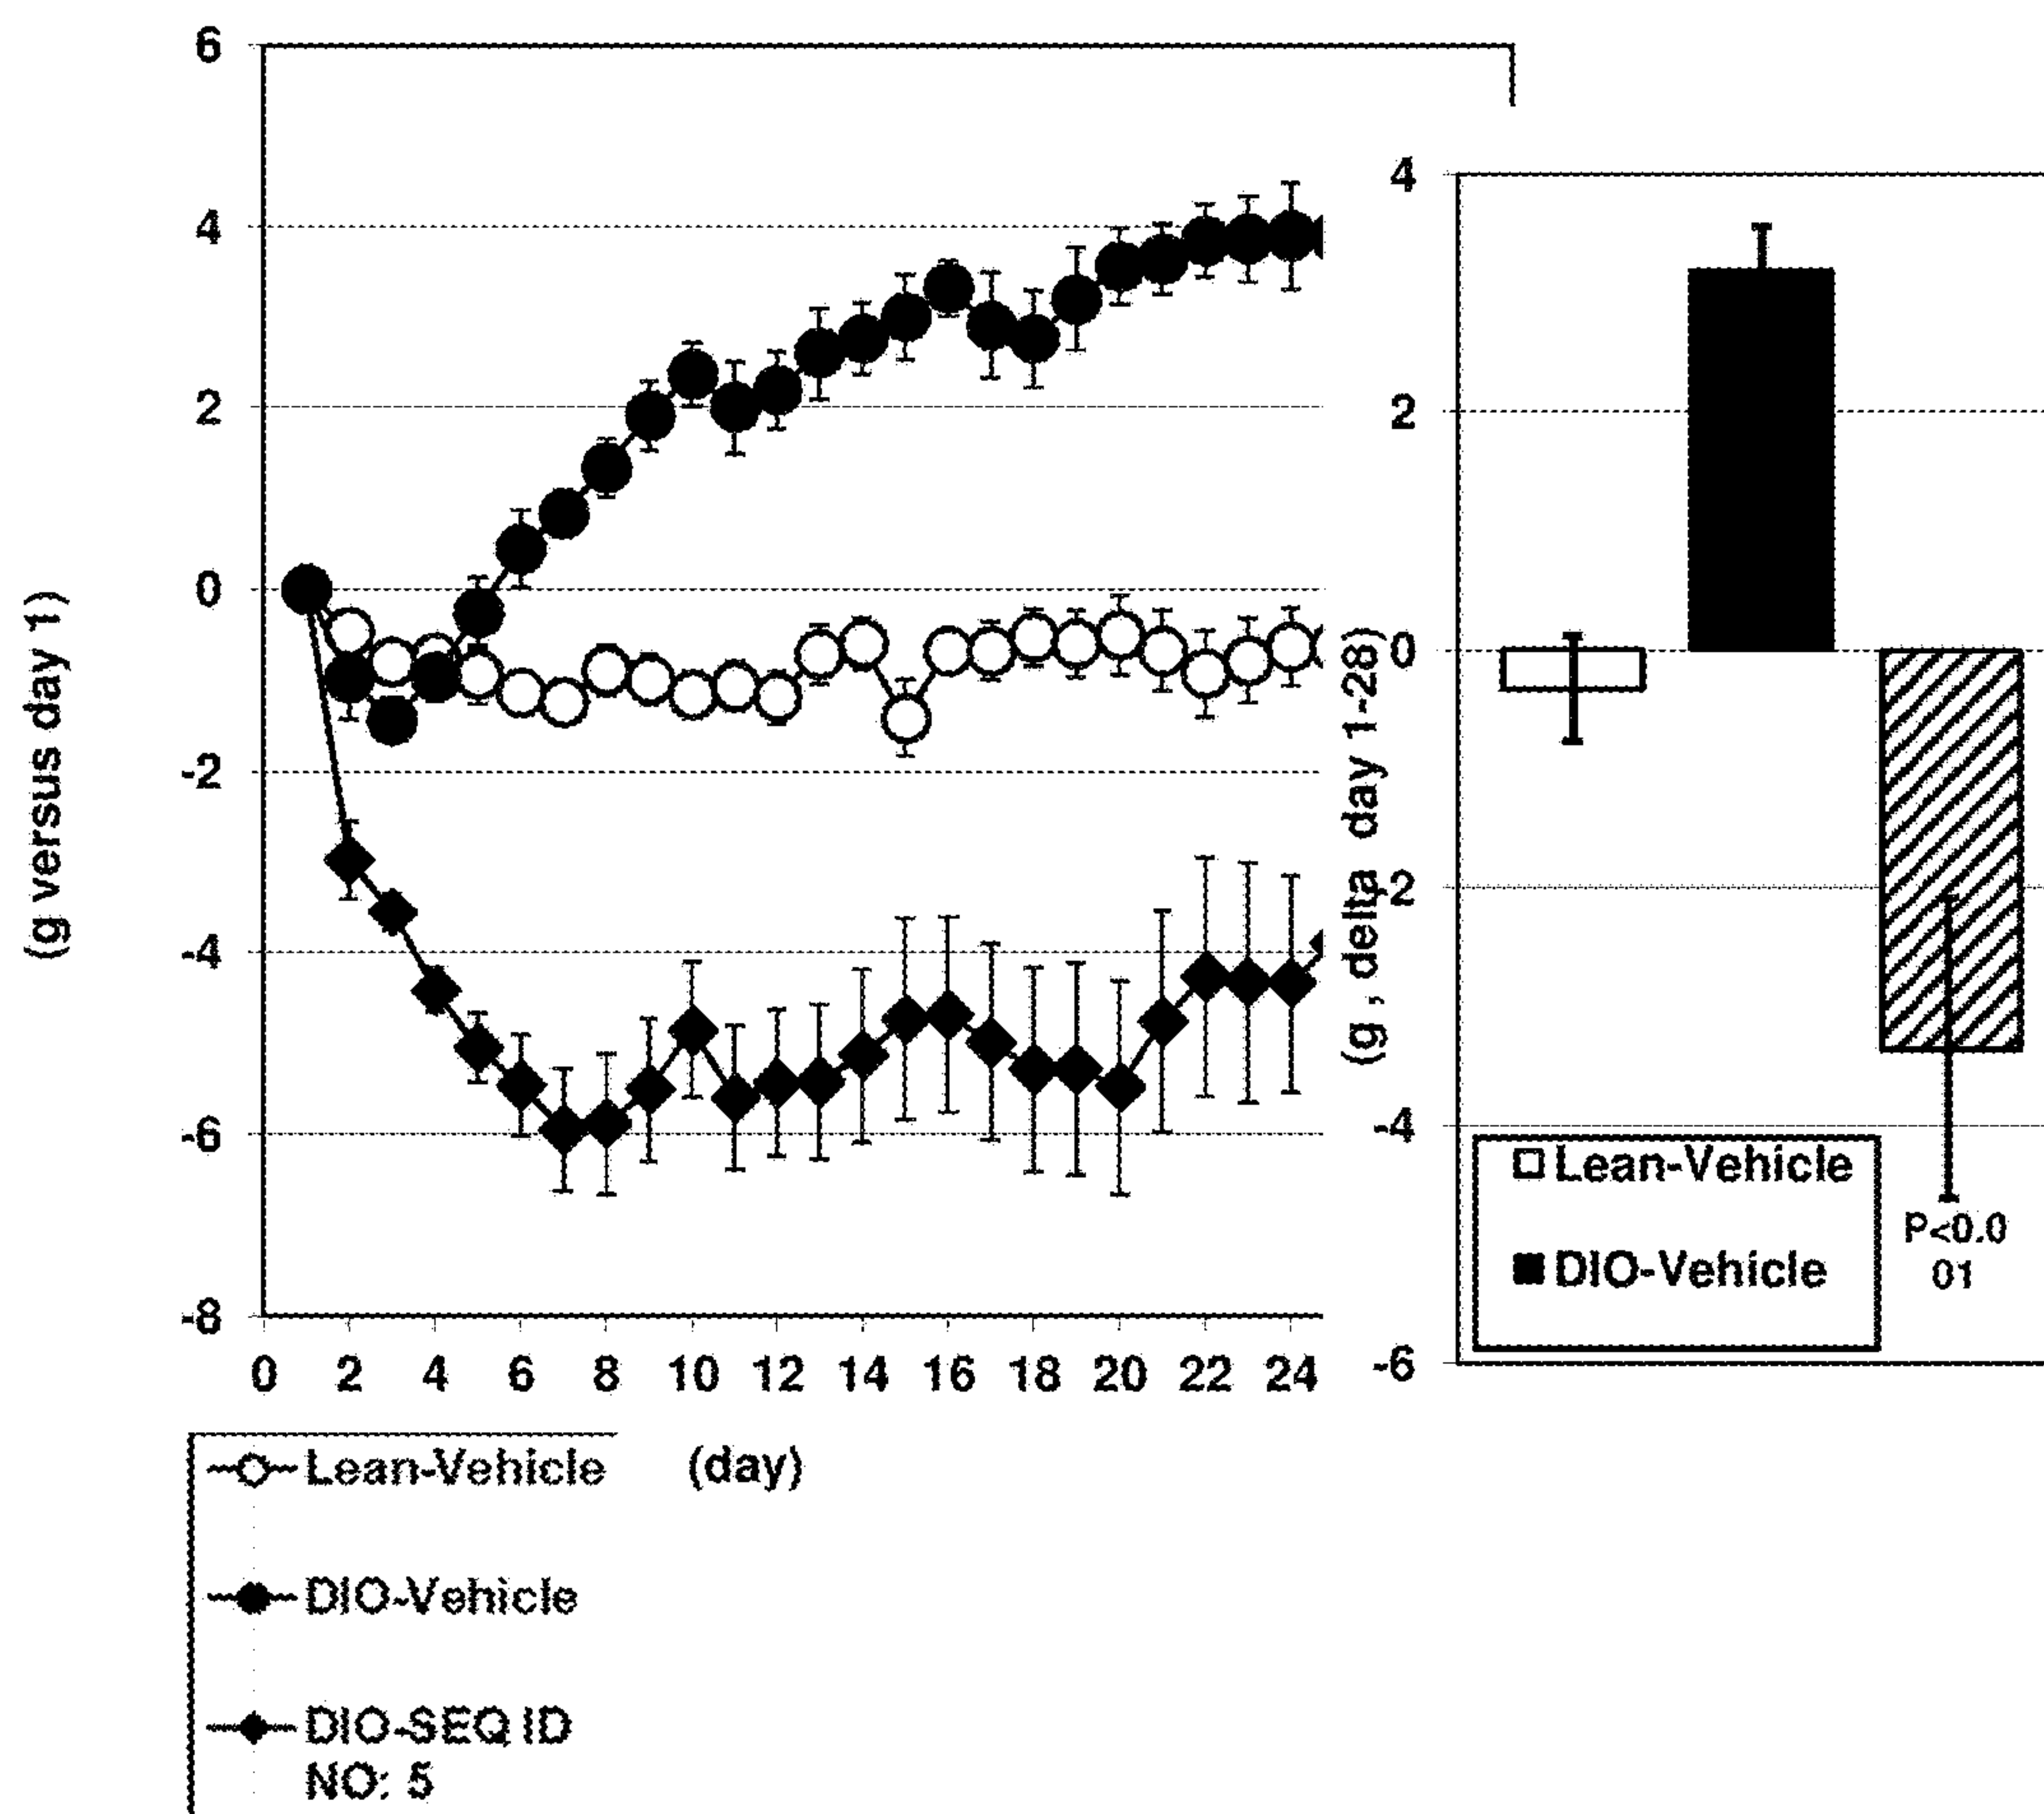 6
4
2
0
-2
-4
-6
-8
(g versus day 1)
0 2 4 6 8 10 12 14 16 18 20 22 24
(day)
Lean-Vehicle
DIO-Vehicle
DIO-SEQ ID
NO: 5
4
2
0
-2
-4
-6
(g, delta day 1-28)
Lean-Vehicle
DIO-Vehicle
P<0.0
01